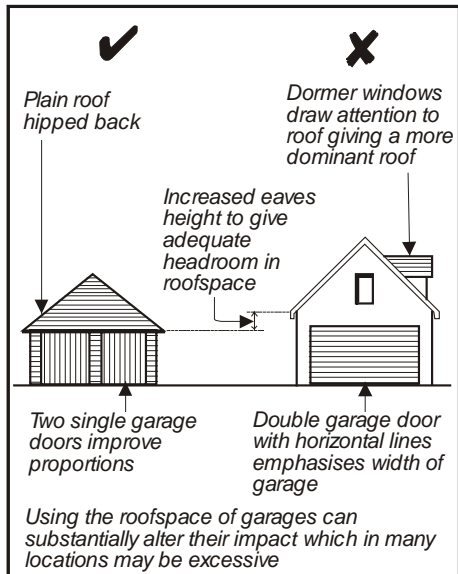 Plain roof
hipped back
Dormer windows
draw attention to
roof giving a more
dominant roof
Increased eaves
height to give
adequate
headroom in
roofspace
Two single garage
doors improve
proportions
Double garage door
with horizontal lines
emphasises width of
garage
Using the roofspace of garages can
substantially alter their impact which in many
locations may be excessive